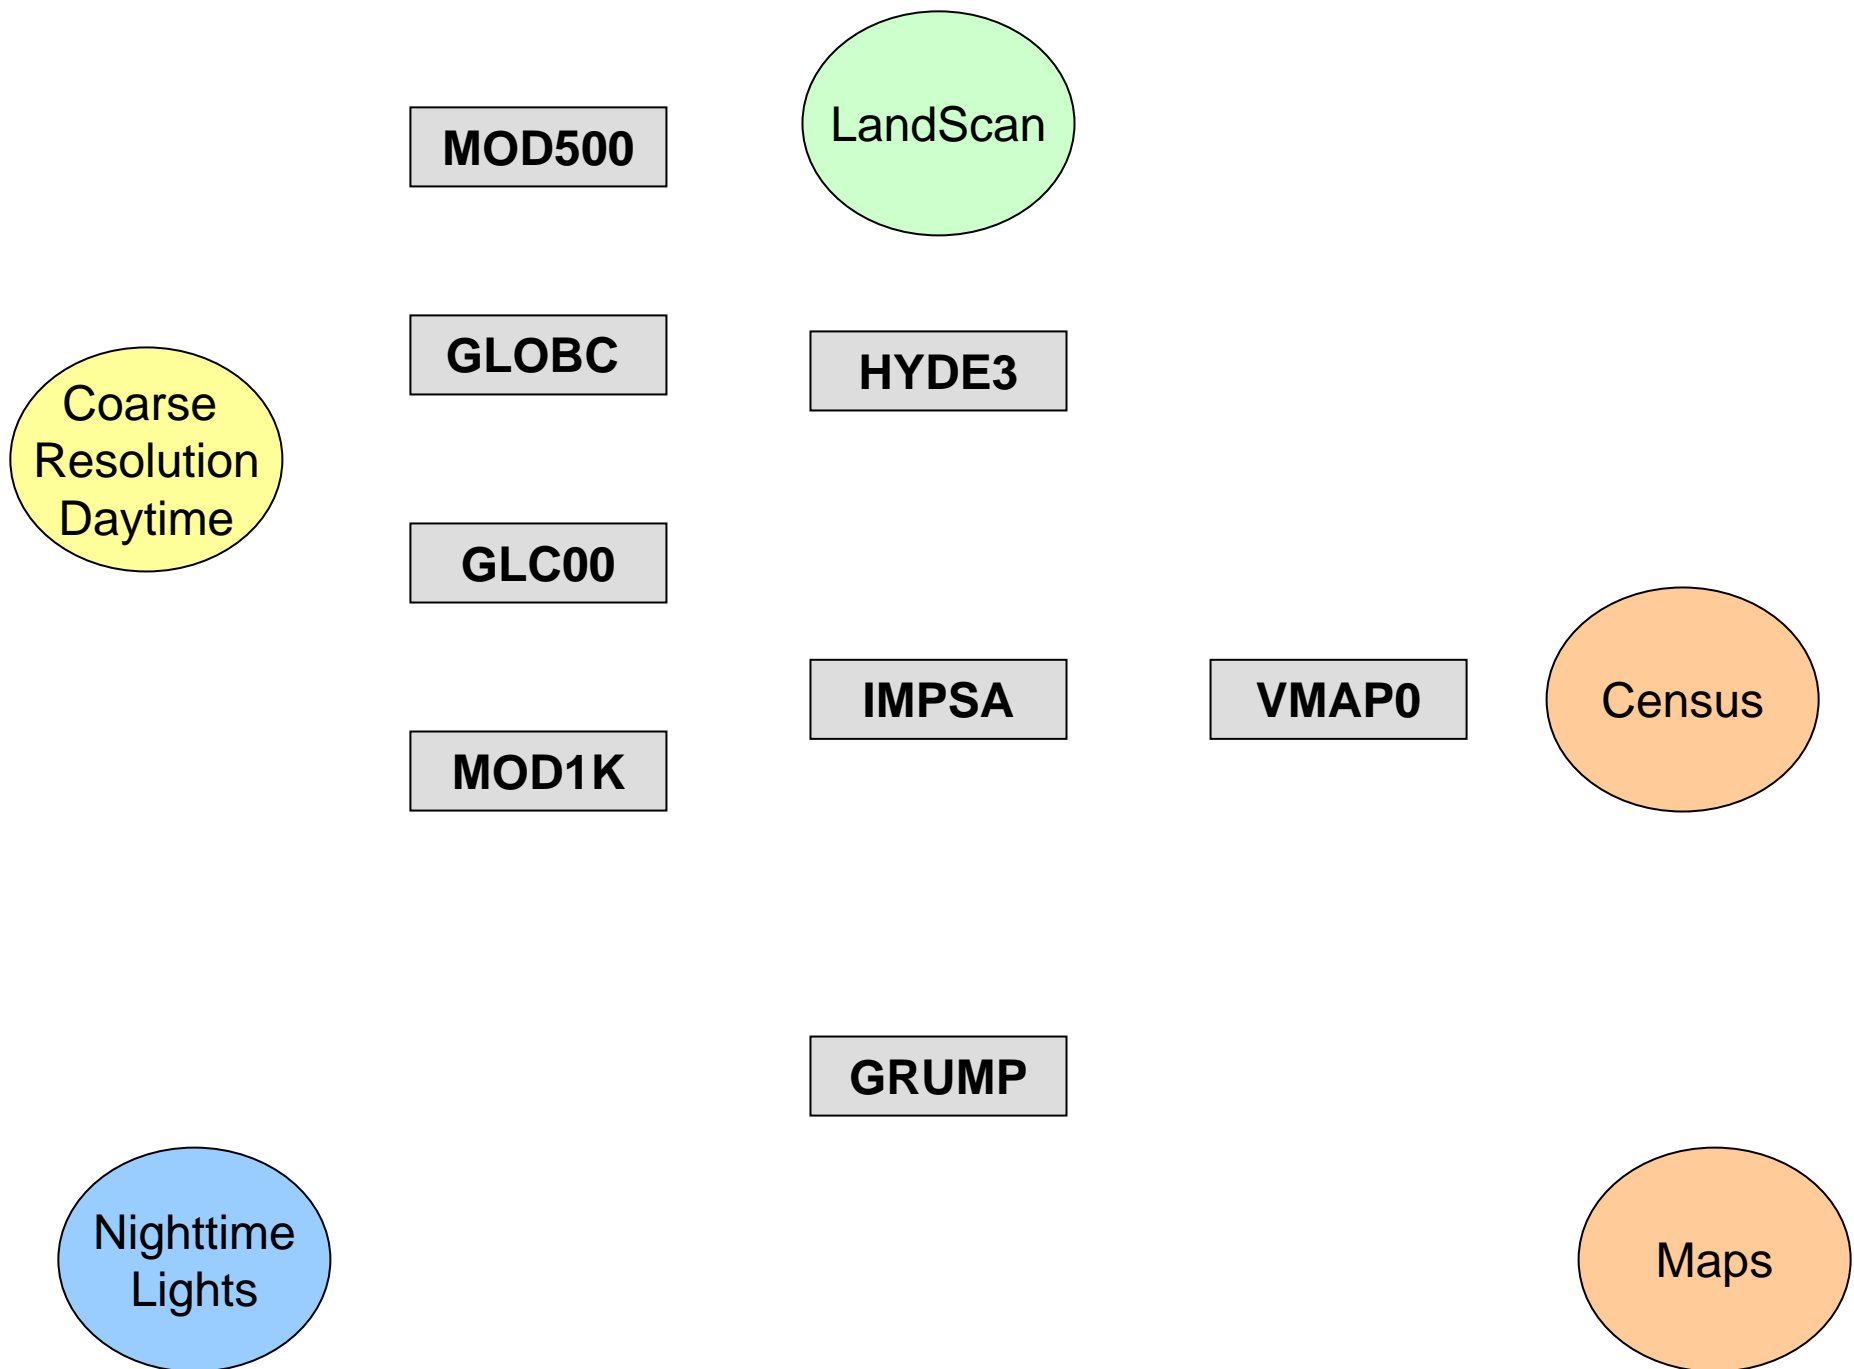 LandScan
MOD500
GLOBC
HYDE3
Coarse
Resolution
Daytime
GLC00
IMPSA
VMAP0
Census
MOD1K
GRUMP
Nighttime
Lights
Maps